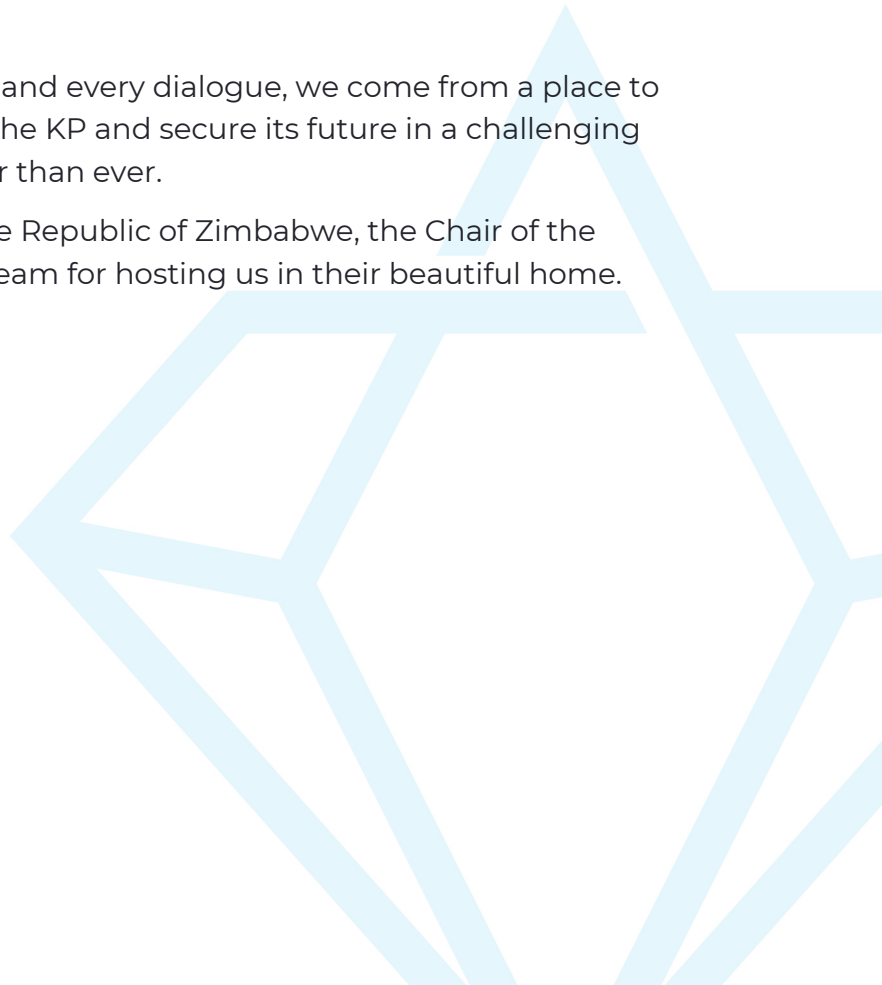 and every dialogue, we come from a place to
he KP and secure its future in a challenging
r than ever.
e Republic of Zimbabwe, the Chair of the
eam for hosting us in their beautiful home.